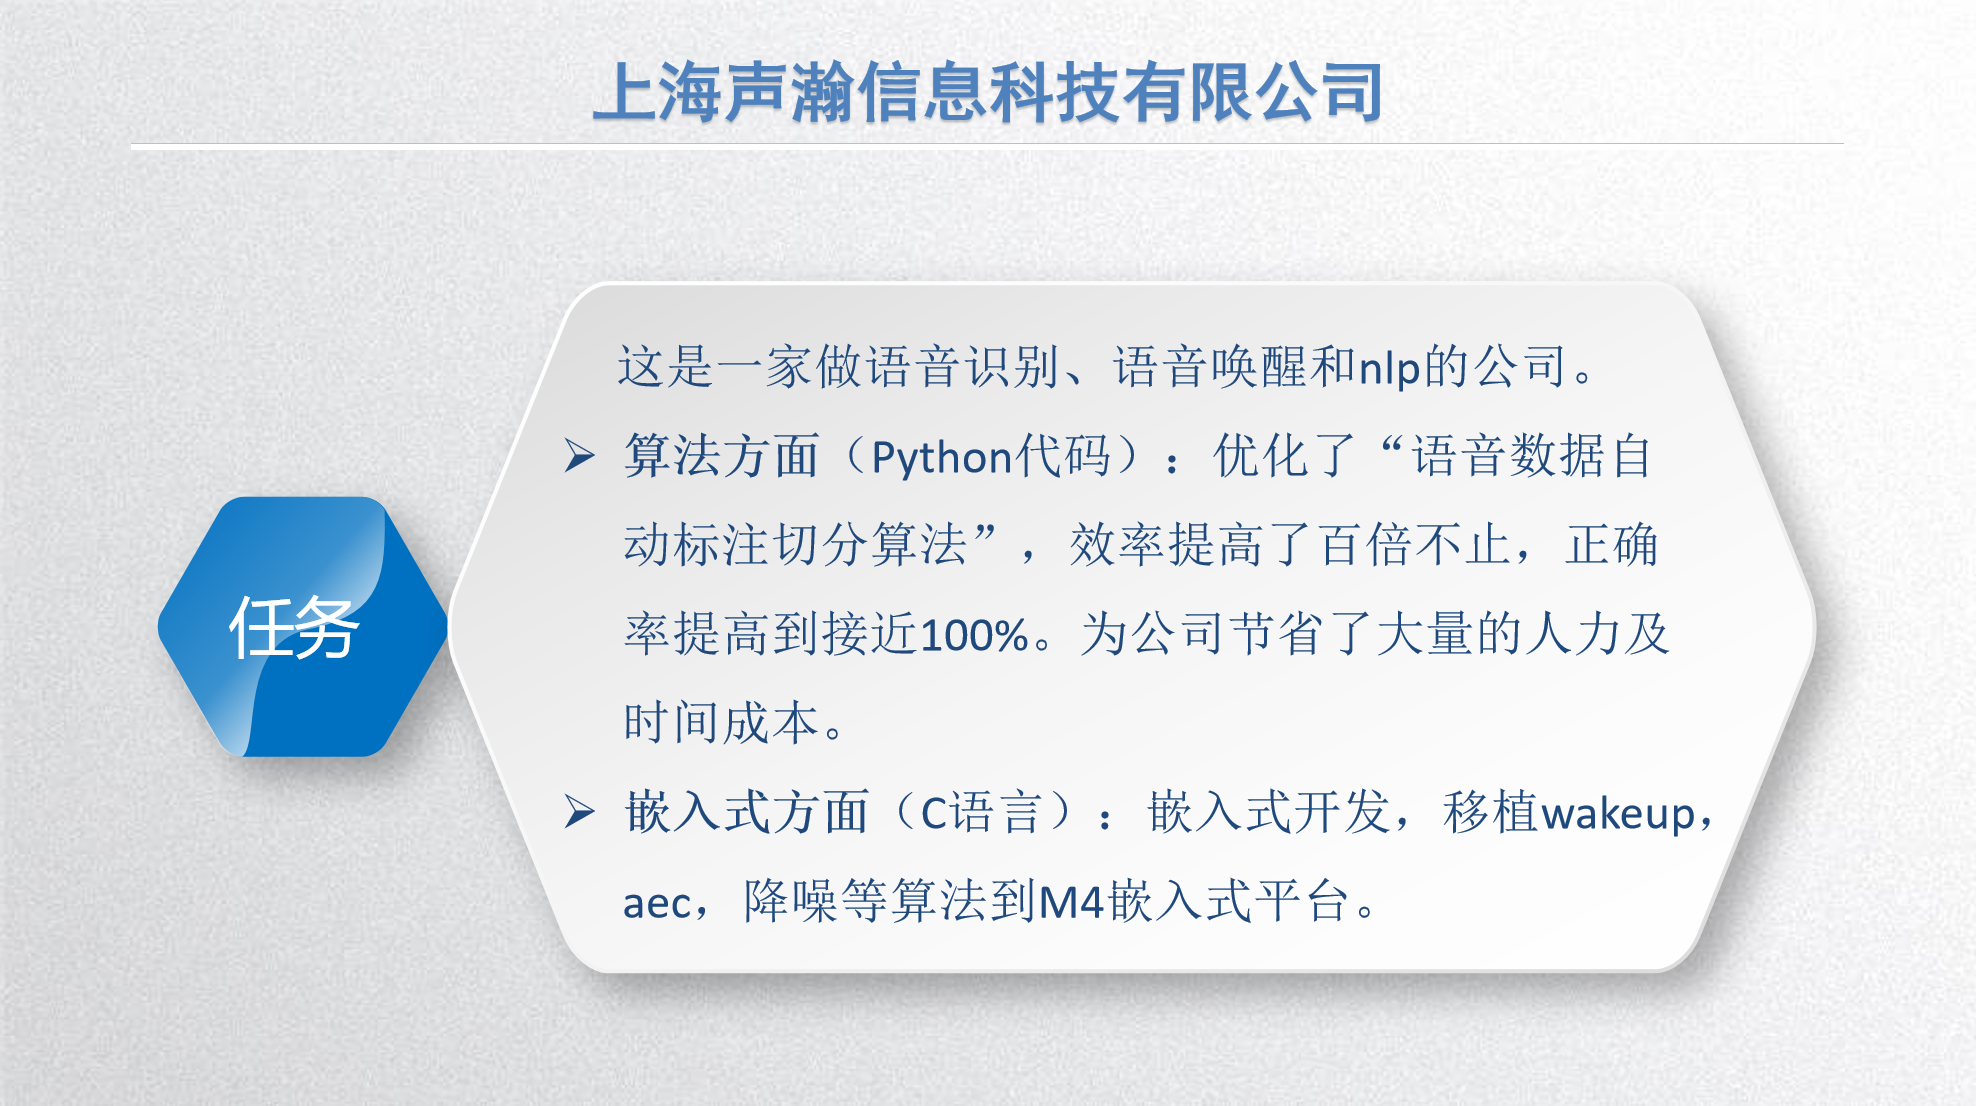 上海声瀚信息科技有限公司
任务
这是一家做语音识别、语音唤醒和nlp的公司。
算法方面（Python代码）：优化了“语音数据自
动标注切分算法”，效率提高了百倍不止，正确
率提高到接近100%。为公司节省了大量的人力及
时间成本。
嵌入式方面（C语言）：嵌入式开发，移植wakeup，
aec，降噪等算法到M4嵌入式平台。